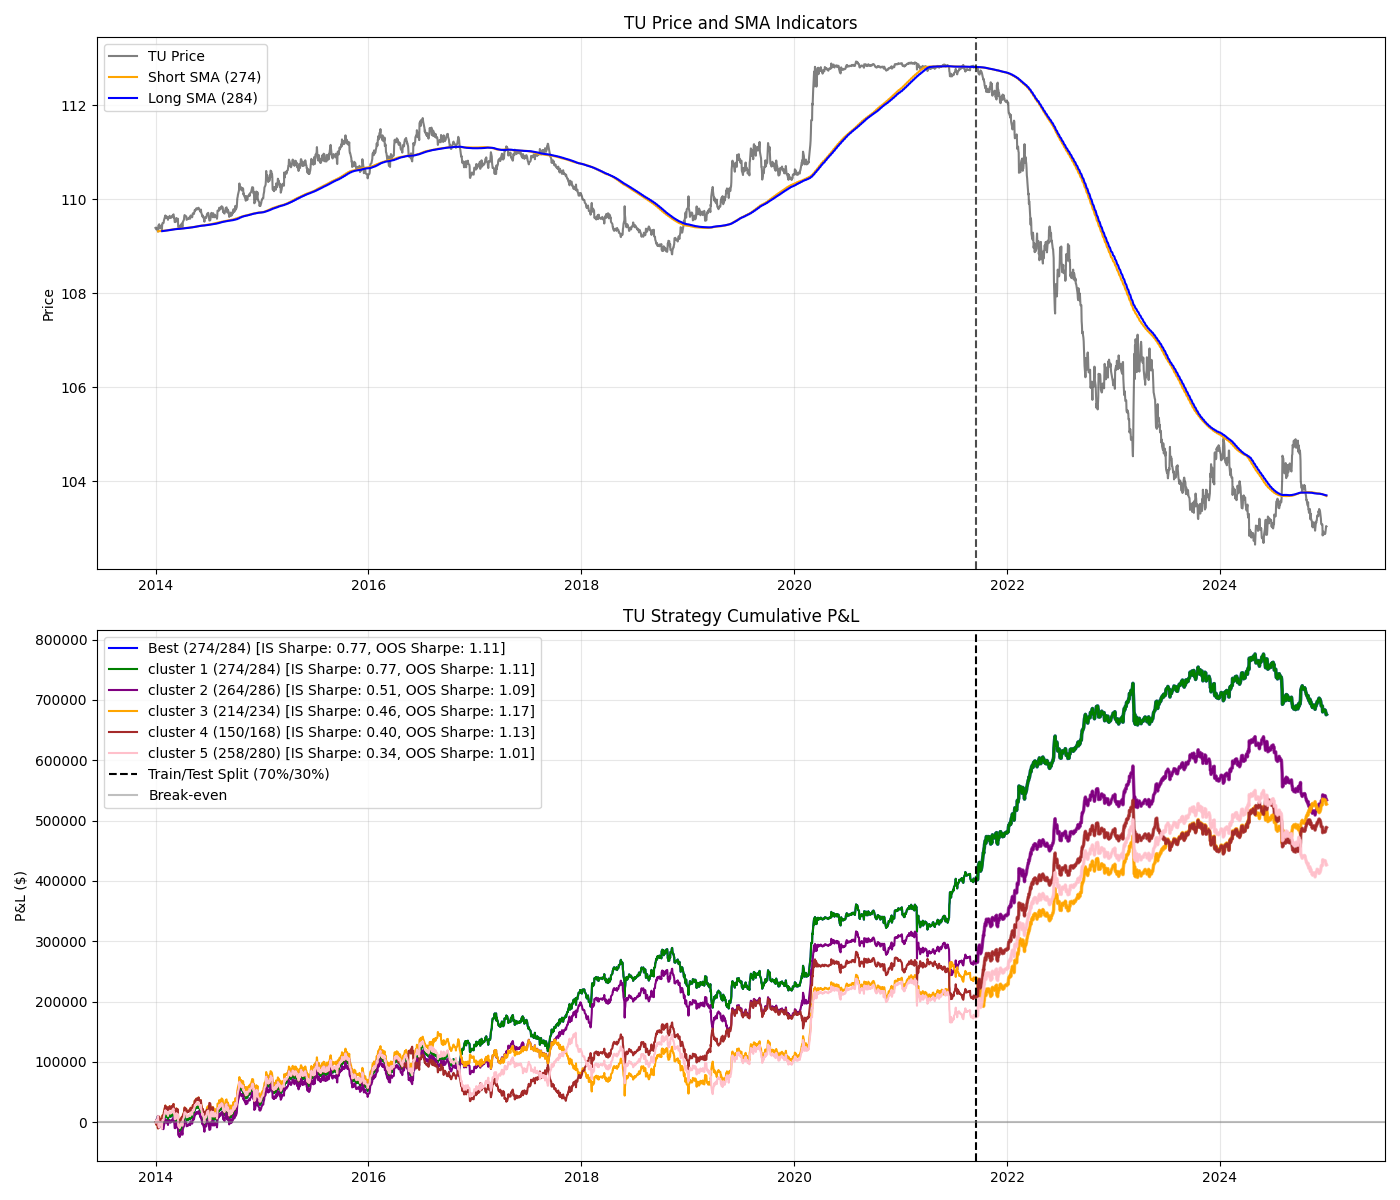 TU Price and SMA Indicators
TU Price
Short SMA (274)
Long SMA (284)
Price
112
110
108
106
104
2014
2016
2018
2020
2022
2024
TU Strategy Cumulative P&L
Best (274/284) [IS Sharpe: 0.77, OOS Sharpe: 1.11]
cluster 1 (274/284) [IS Sharpe: 0.77, OOS Sharpe: 1.11]
cluster 2 (264/286) [IS Sharpe: 0.51, OOS Sharpe: 1.09]
cluster 3 (214/234) [IS Sharpe: 0.46, OOS Sharpe: 1.17]
cluster 4 (150/168) [IS Sharpe: 0.40, OOS Sharpe: 1.13]
cluster 5 (258/280) [IS Sharpe: 0.34, OOS Sharpe: 1.01]
Train/Test Split (70%/30%)
Break-even
P&L ($)
800000
700000
600000
500000
400000
300000
200000
100000
0
2014
2016
2018
2020
2022
2024